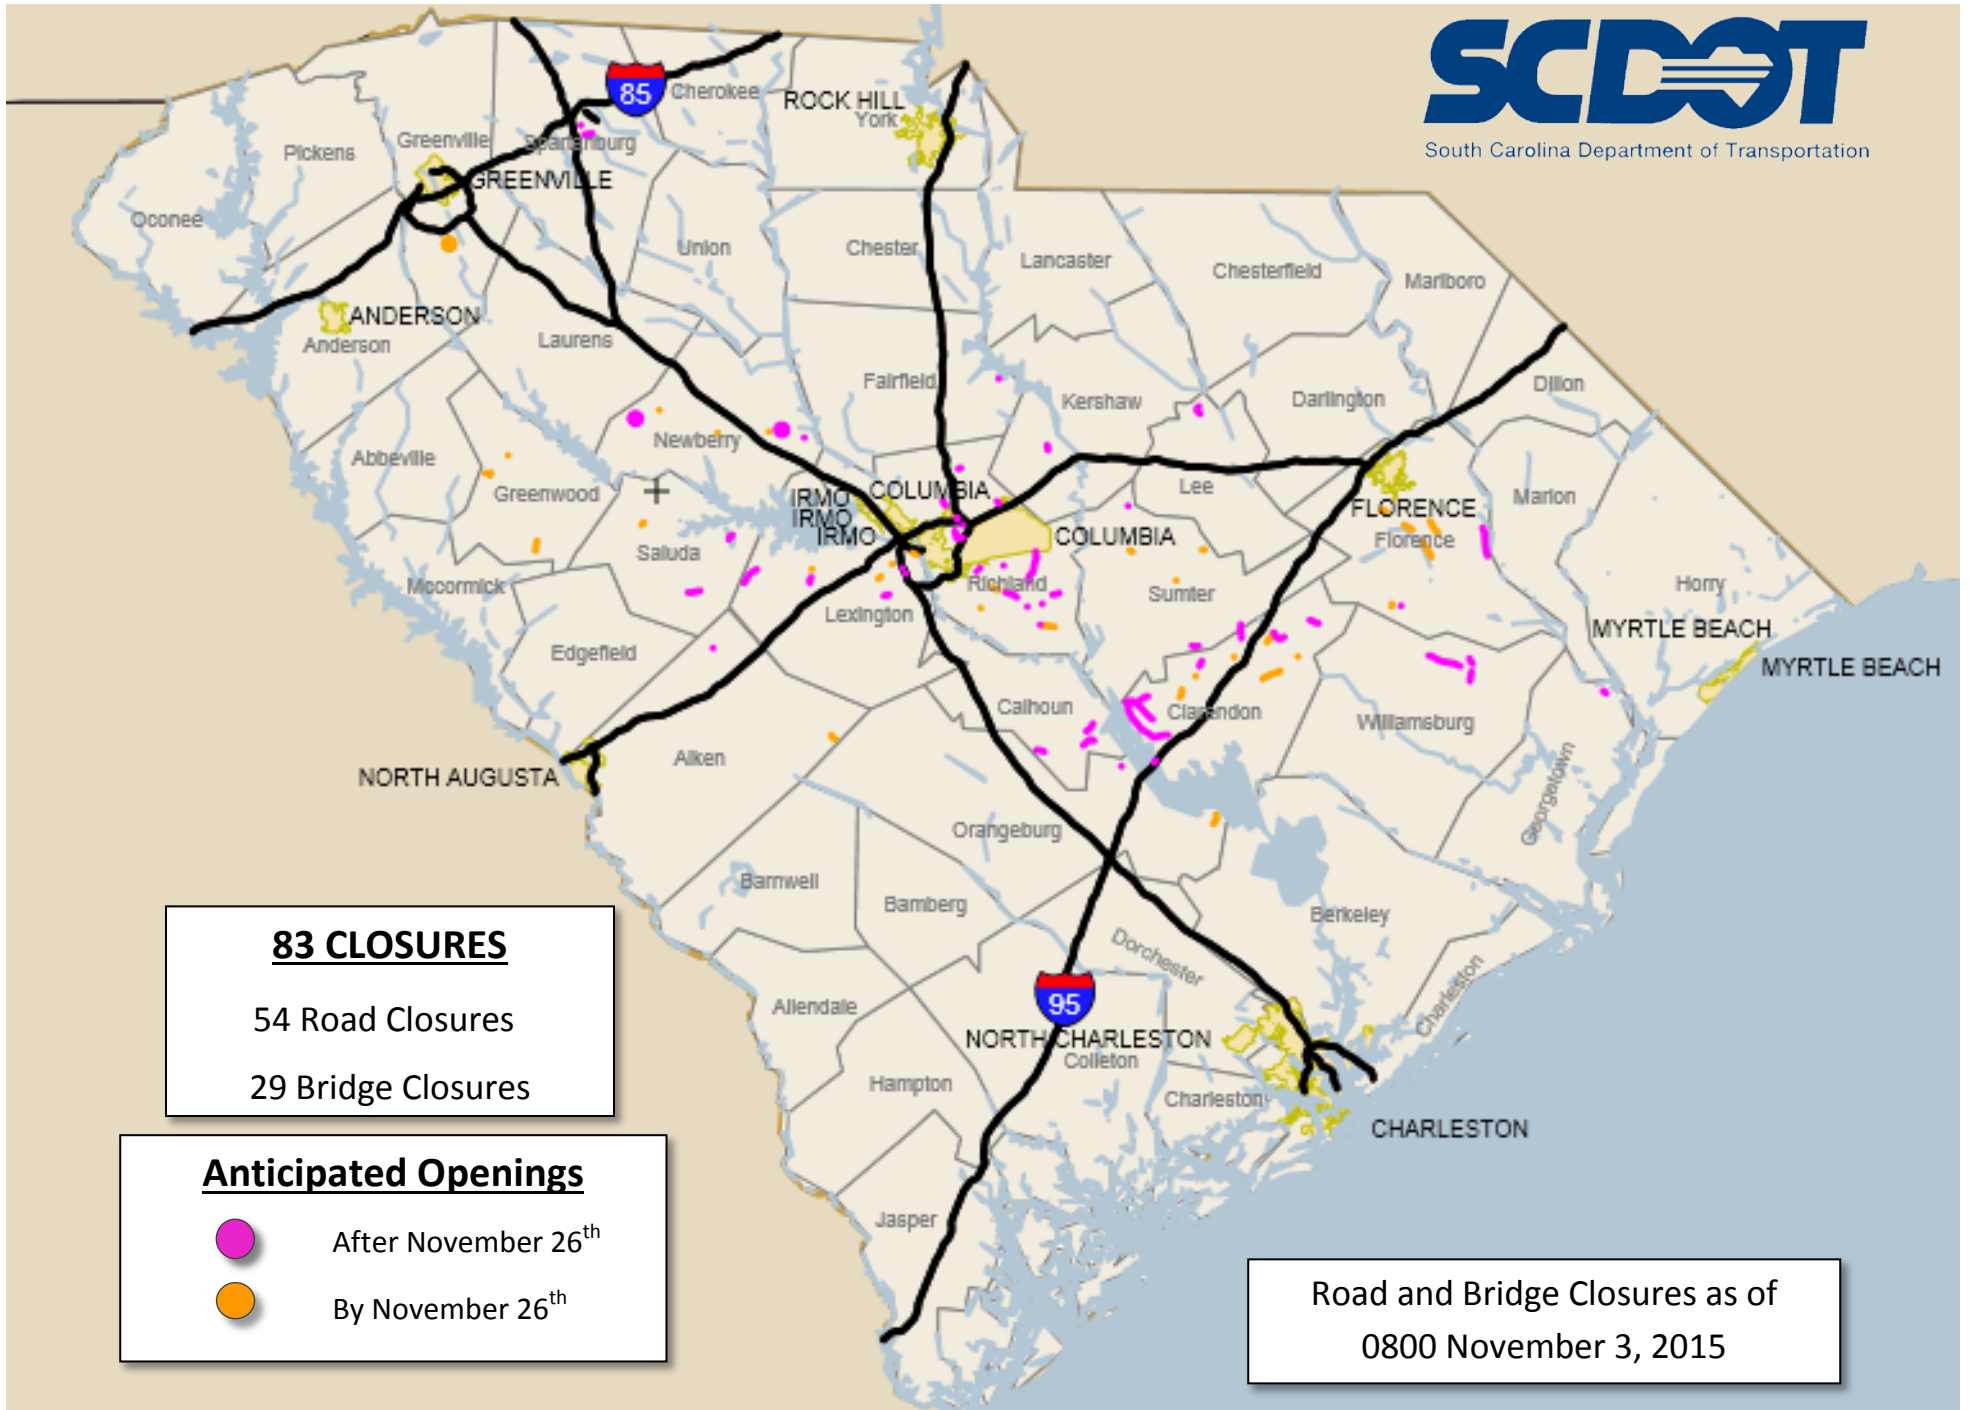 SCDOT
South Carolina Department of Transportation
85
Cherokee
ROCK HILL
York
Greenville
Spartanburg
Pickens
GREENVILLE
Oconee
Union
Chester
Lancaster
Chesterfield
Marlboro
ANDERSON
Anderson
Laurens
Fairfield
Kershaw
Darlington
Dillon
Newberry
Abbeville
Greenwood
IRMO
COLUMBIA
IRMO
IRMO
COLUMBIA
Lee
FLORENCE
Marion
Florence
Saluda
Mccormick
Richland
Sumter
Horry
Lexington
MYRTLE BEACH
MYRTLE BEACH
Edgefield
Calhoun
Clarendon
Williamsburg
Aiken
NORTH AUGUSTA
Georgetown
Orangeburg
Barnwell
Bamberg
Berkeley
Dorchester
Charleston
Allendale
95
NORTH CHARLESTON
Colleton
Hampton
Charleston
CHARLESTON
Jasper
83 CLOSURES
54 Road Closures
29 Bridge Closures
Anticipated Openings
After November 26th
By November 26th
Road and Bridge Closures as of
0800 November 3, 2015